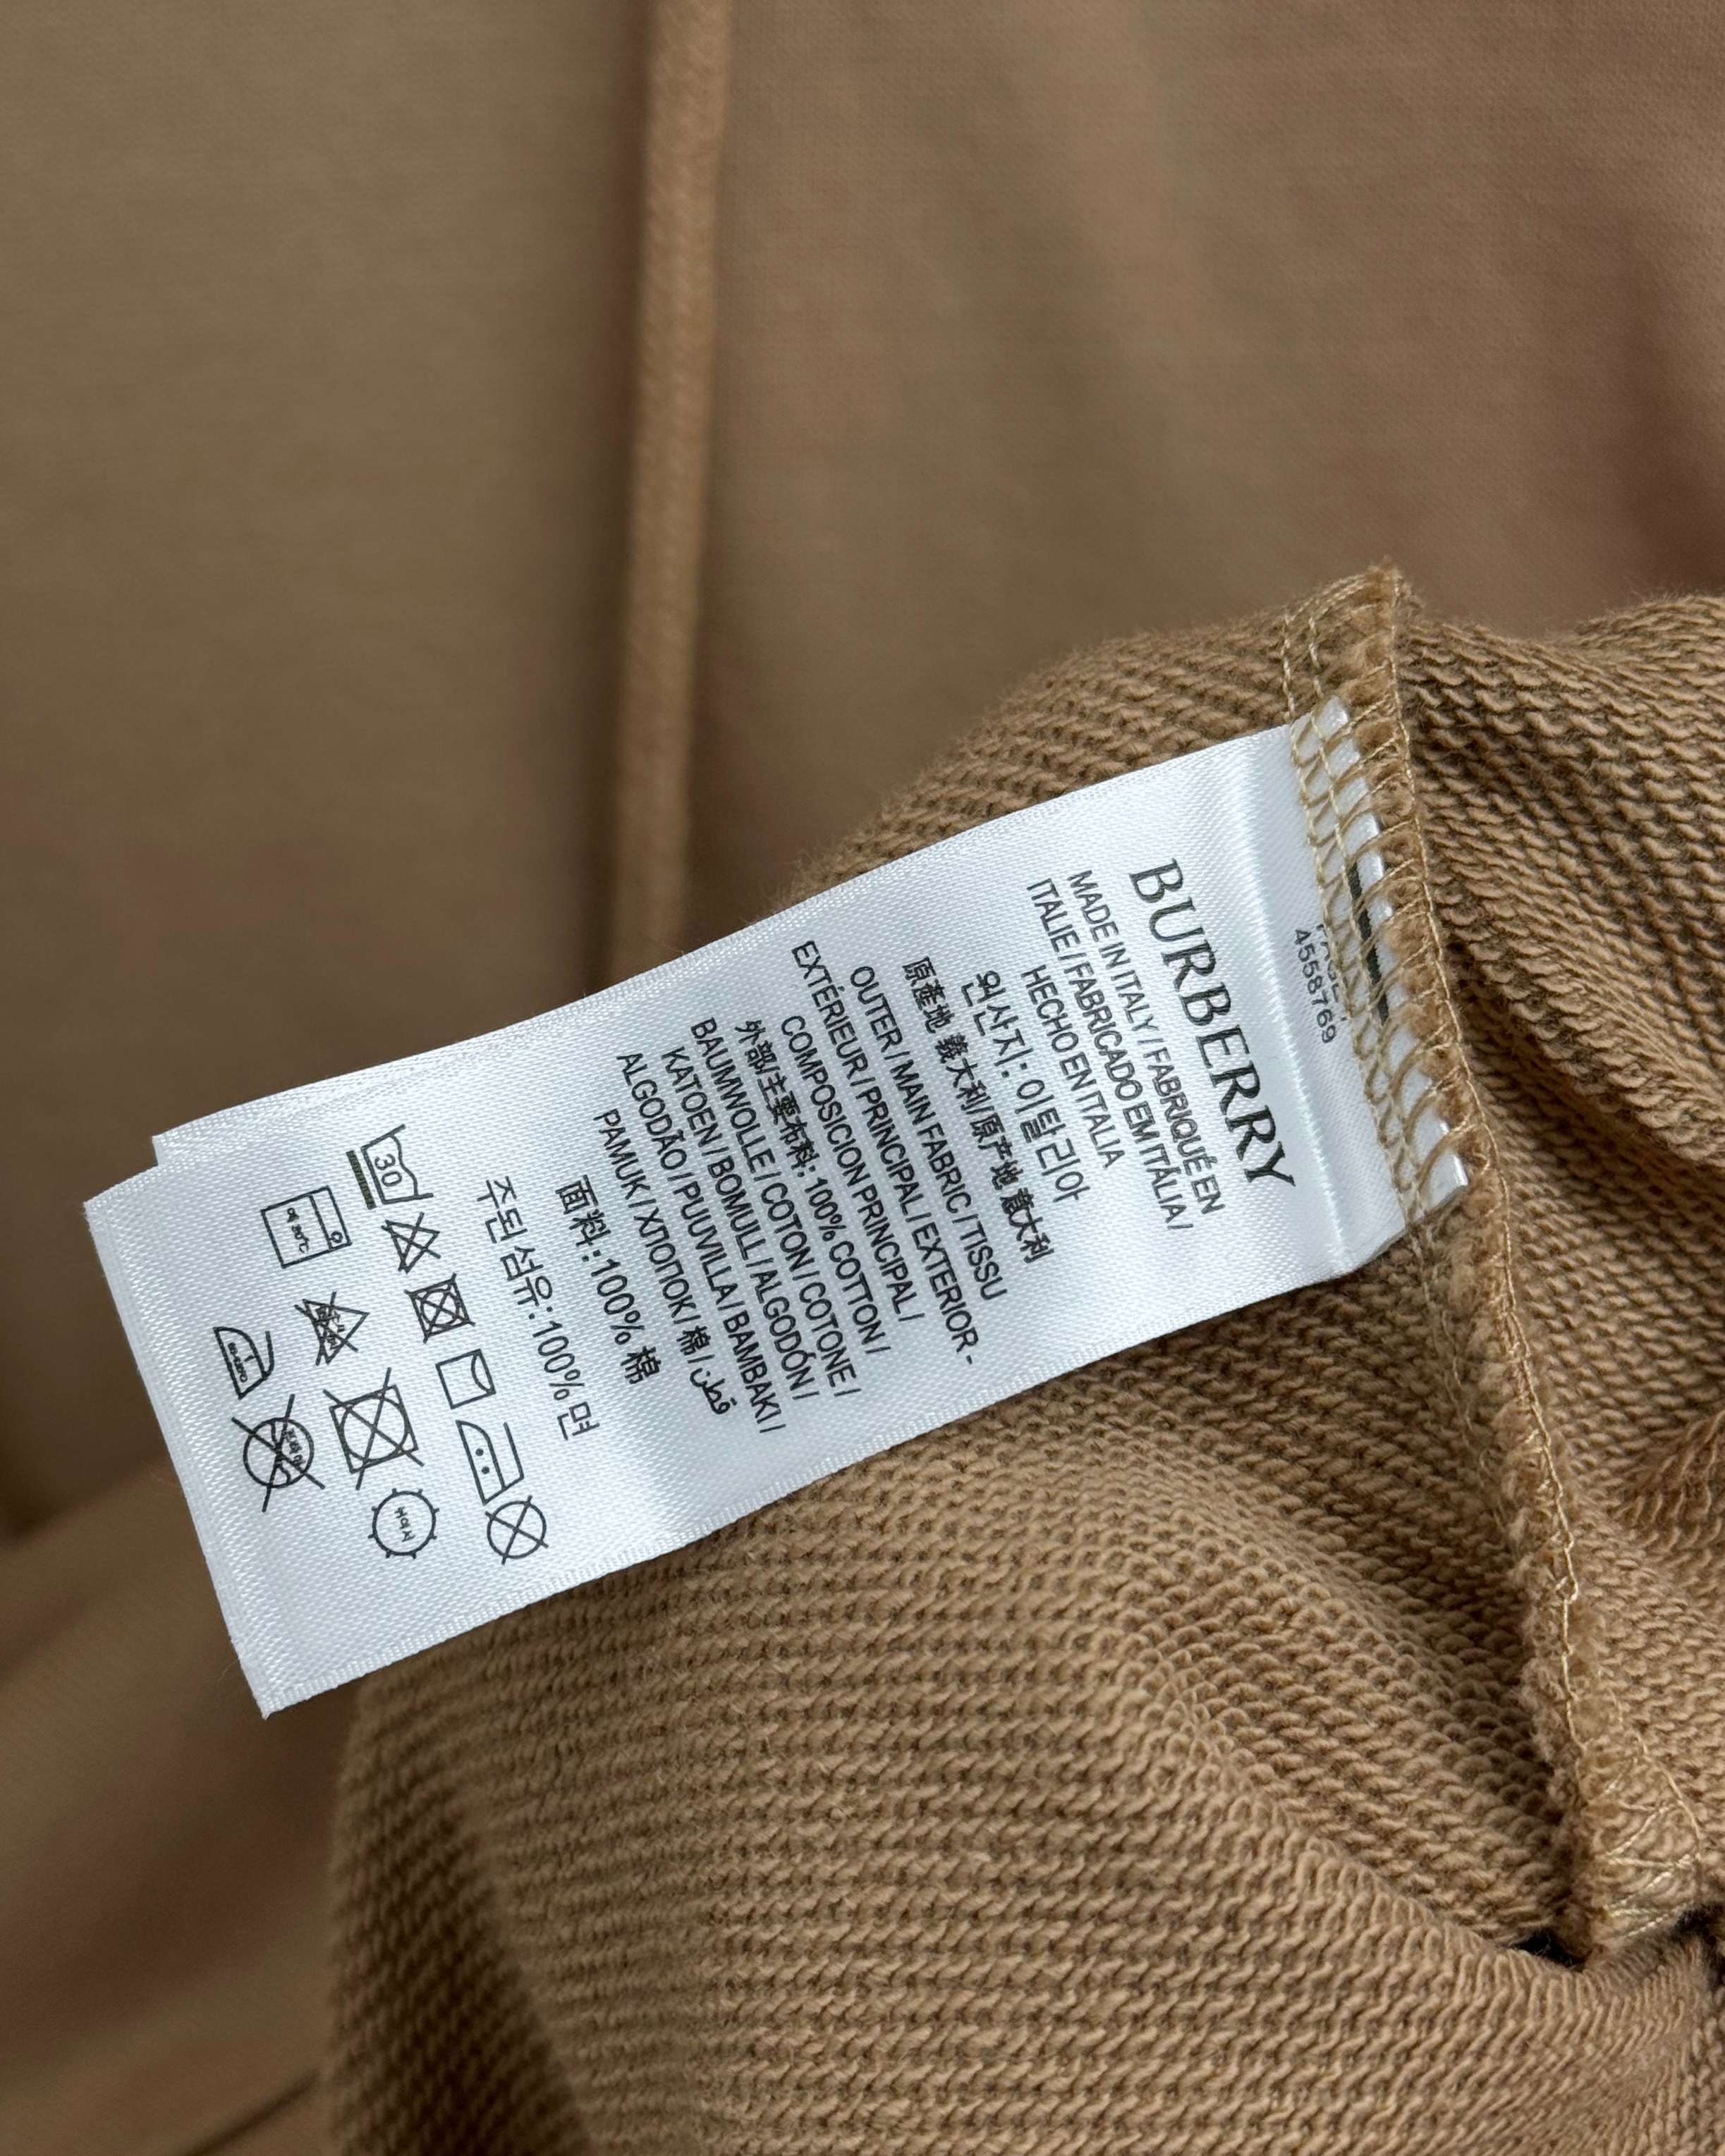 4558769
BURBERRY
MADE IN ITALY / FABRIQUÉ EN
ITALIE / FABRICADO EM ITÁLIA /
HECHO EN ITALIA
원산지: 이탈리아
原產地 義大利/原产地 意大利
OUTER / MAIN FABRIC / TISSU
EXTÉRIEUR / PRINCIPAL / EXTERIOR -
COMPOSICION PRINCIPAL /
外部/主要布料: 100% COTTON /
BAUMWOLLE / COTON / COTONE /
KATOEN / BOMULL / ALGODÓN /
ALGODÃO / PUUVILLA / BAMBAKI /
PAMUK / ХЛОПОК / 棉 / قطن
面料:100% 棉
주된섬유:100% 면
30